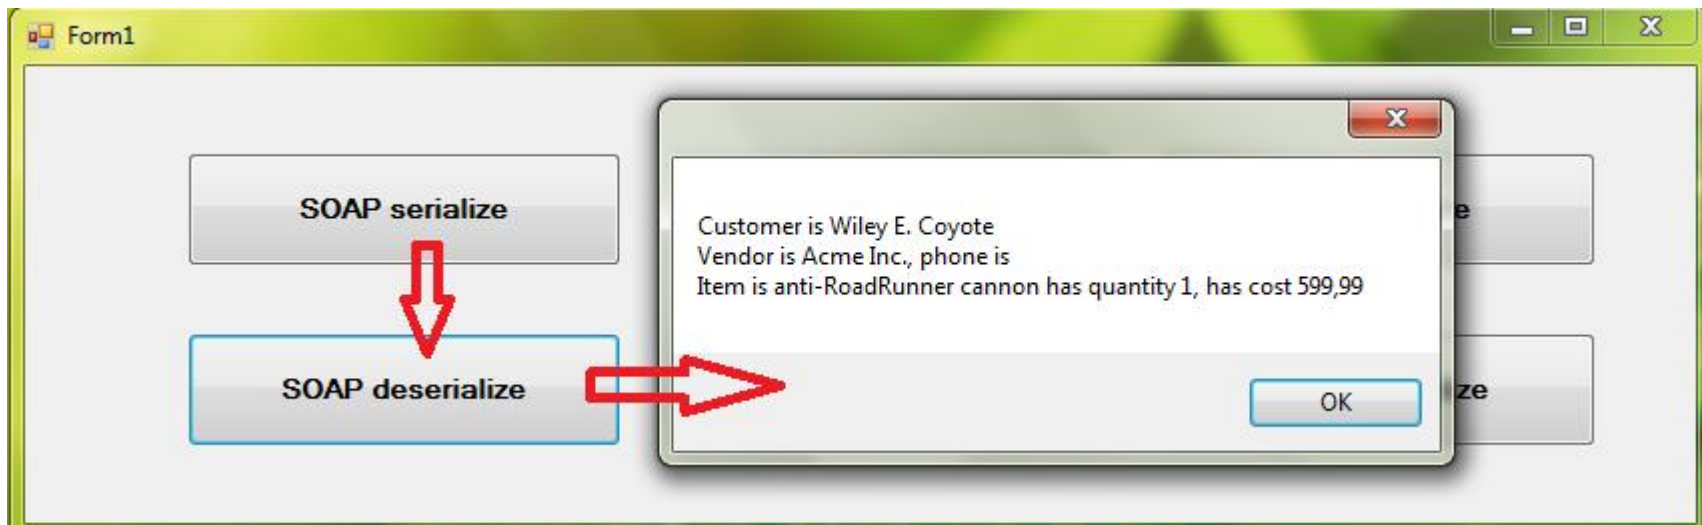 Form1
SOAP serialize
Customer is Wiley E. Coyote
Vendor is Acme Inc., phone is
Item is anti-RoadRunner cannon has quantity 1, has cost 599,99
SOAP deserialize
OK